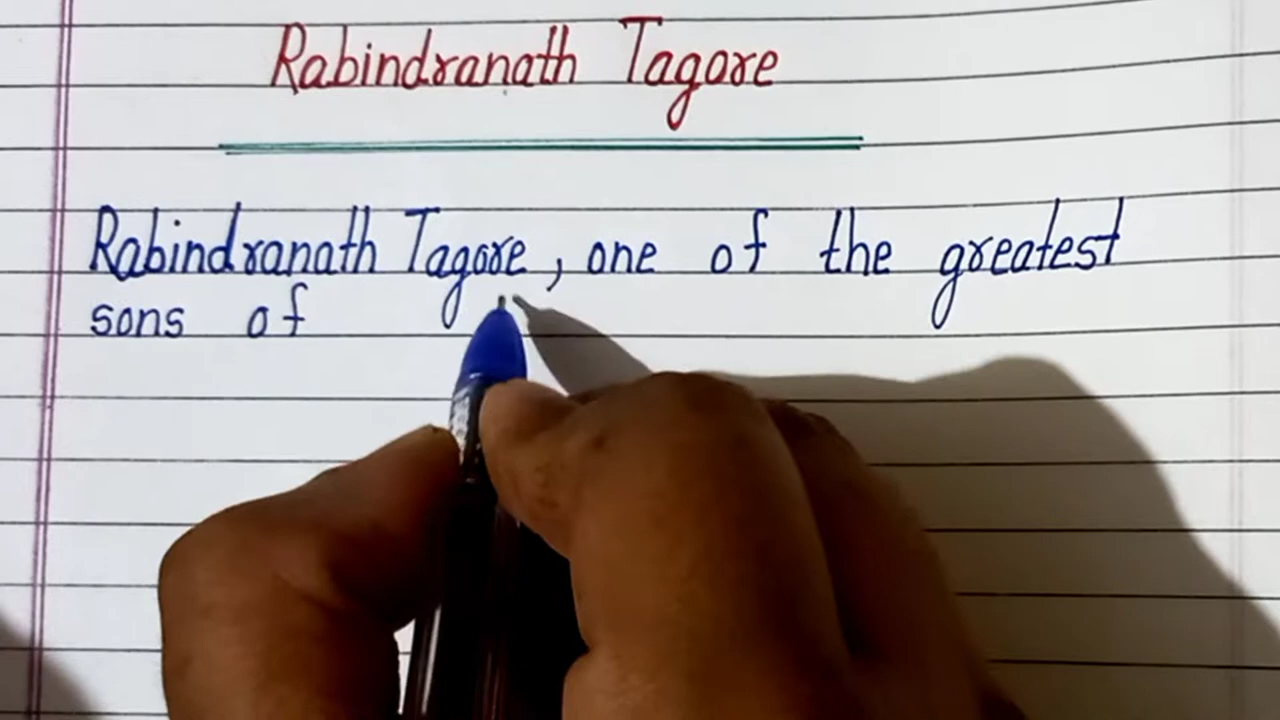 Rabindranath Tagore
Rabindranath Tagore, one of the greatest
sons of